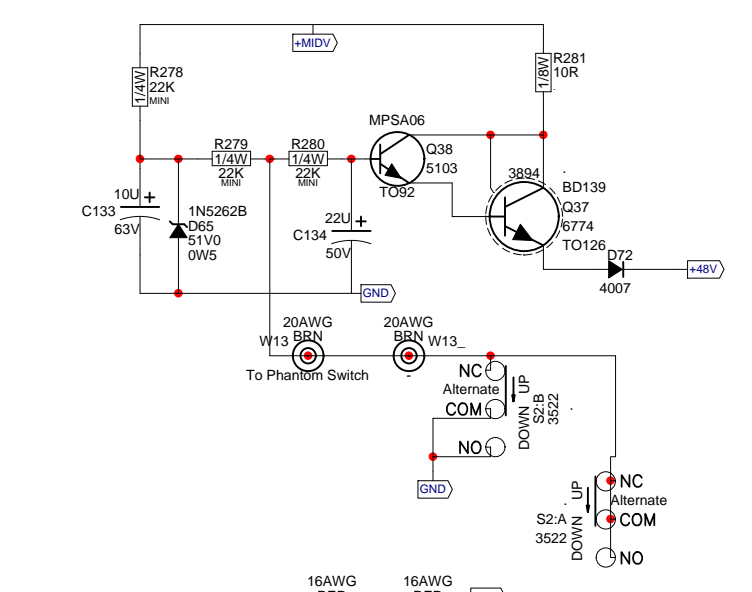 +MIDV
R278
22K
MINI
1/4W
R281
10R
1/8W
MPSA06
Q38
5103
TO92
R279
1/4W
22K
MINI
R280
1/4W
22K
MINI
3894
BD139
Q37
6774
TO126
10U
C133
63V
1N5262B
D65
51V0
0W5
22U
C134
50V
D72
4007
+48V
GND
20AWG
BRN
W13
20AWG
BRN
W13_
To Phantom Switch
-
NC
Alternate
COM
NO
UP
DOWN
S2:B
3522
GND
NC
Alternate
COM
NO
UP
DOWN
S2:A
3522
16AWG
16AWG